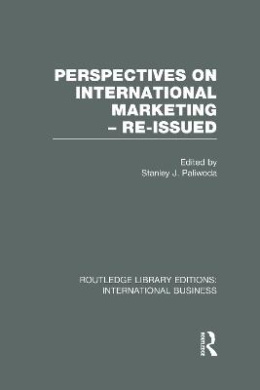 PERSPECTIVES ON
INTERNATIONAL
MARKETING
– RE-ISSUED
Edited by
Stanley J. Paliwoda
ROUTLEDGE LIBRARY EDITIONS:
INTERNATIONAL BUSINESS
ROUTLEDGE